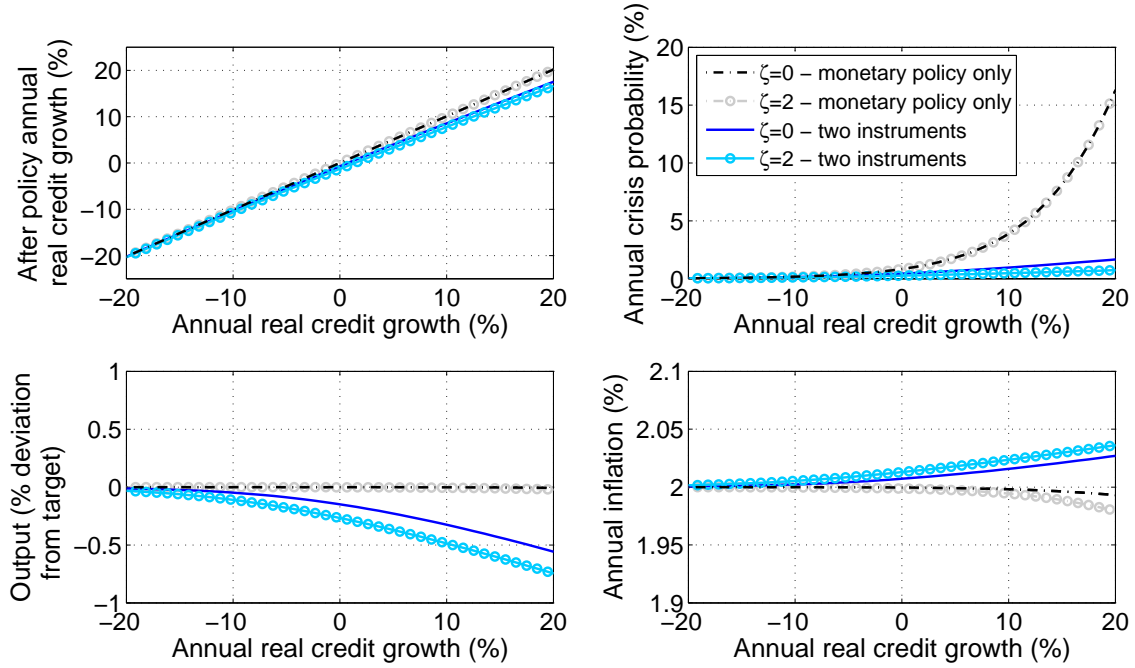 After policy annual
real credit growth (%)
20
10
0
−10
−20
−20
−10
0
10
20
Annual real credit growth (%)
Annual crisis probability (%)
20
15
10
5
0
ζ=0 − monetary policy only
ζ=2 − monetary policy only
ζ=0 − two instruments
ζ=2 − two instruments
−20
−10
0
10
20
Annual real credit growth (%)
Output (% deviation
from target)
1
0.5
0
−0.5
−1
−20
−10
0
10
20
Annual real credit growth (%)
Annual inflation (%)
2.1
2.05
2
1.95
1.9
−20
−10
0
10
20
Annual real credit growth (%)